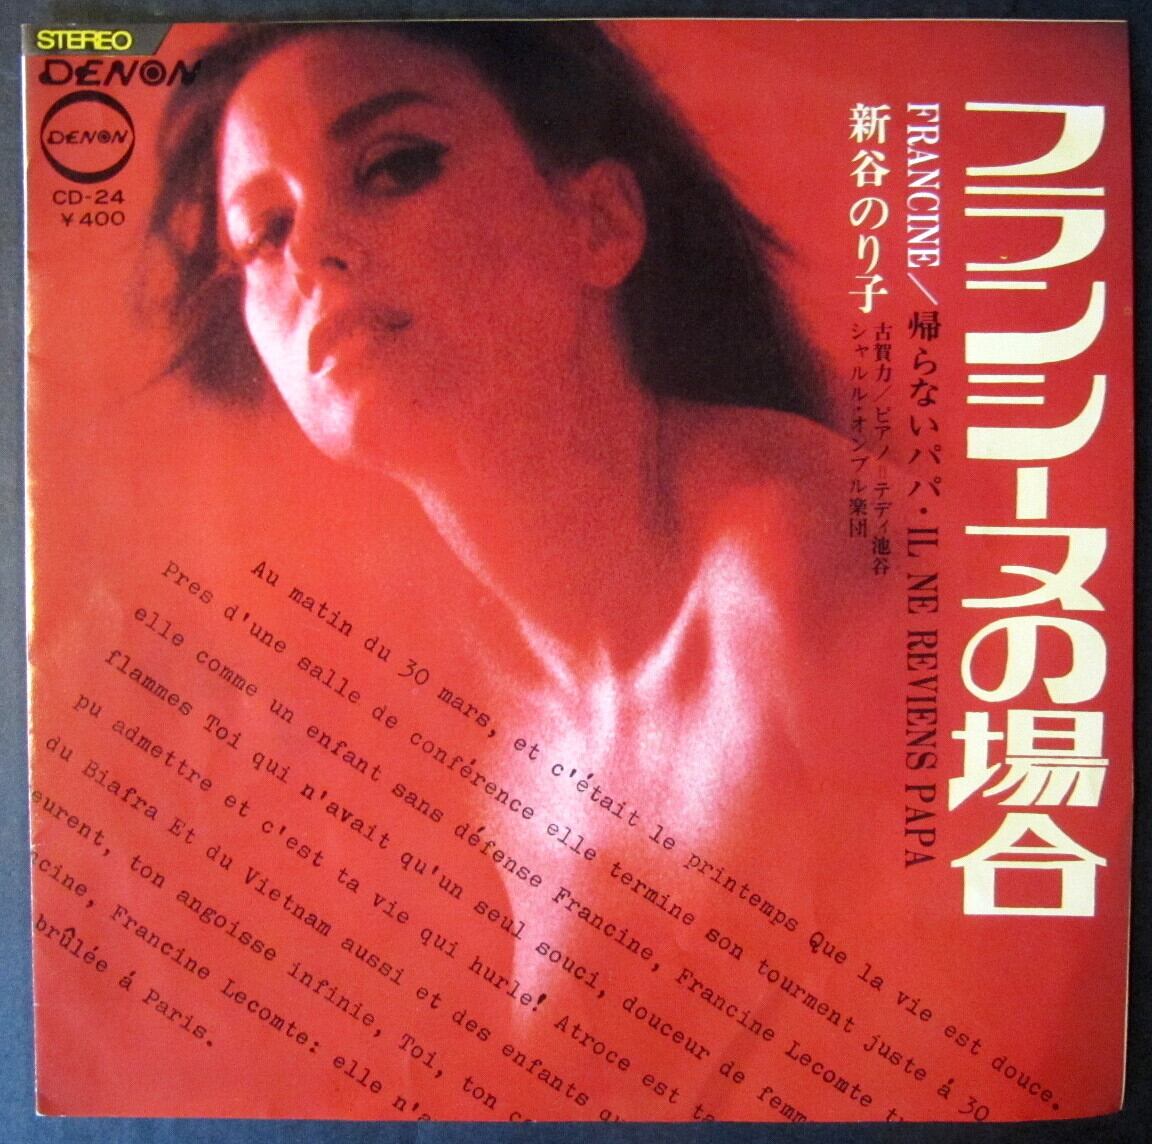 STEREO
DENON
DENON
CD-24
¥400
フランシーヌの場合
FRANCINE／帰らないパパ・IL NE REVIENS PAPA
新谷のり子
古賀力／ピアノ＝テディ池谷
シャルル・オンブル楽団
Au matin du 30 mars, et c'était le printemps Que la vie est douce.
Pres d'une salle de conférence elle termine son tourment juste á 30
elle comme un enfant sans défense Francine, Francine Lecomte t
flammes Toi qui n'avait qu'un seul souci, douceur de femm
pu admettre et c'est ta vie qui hurle! Atroce est ta
du Biafra Et du Vietnam aussi et des enfants qu
eurent, ton angoisse infinie, Toi, ton c
ncine, Francine Lecomte: elle n'a
brûlée á Paris.